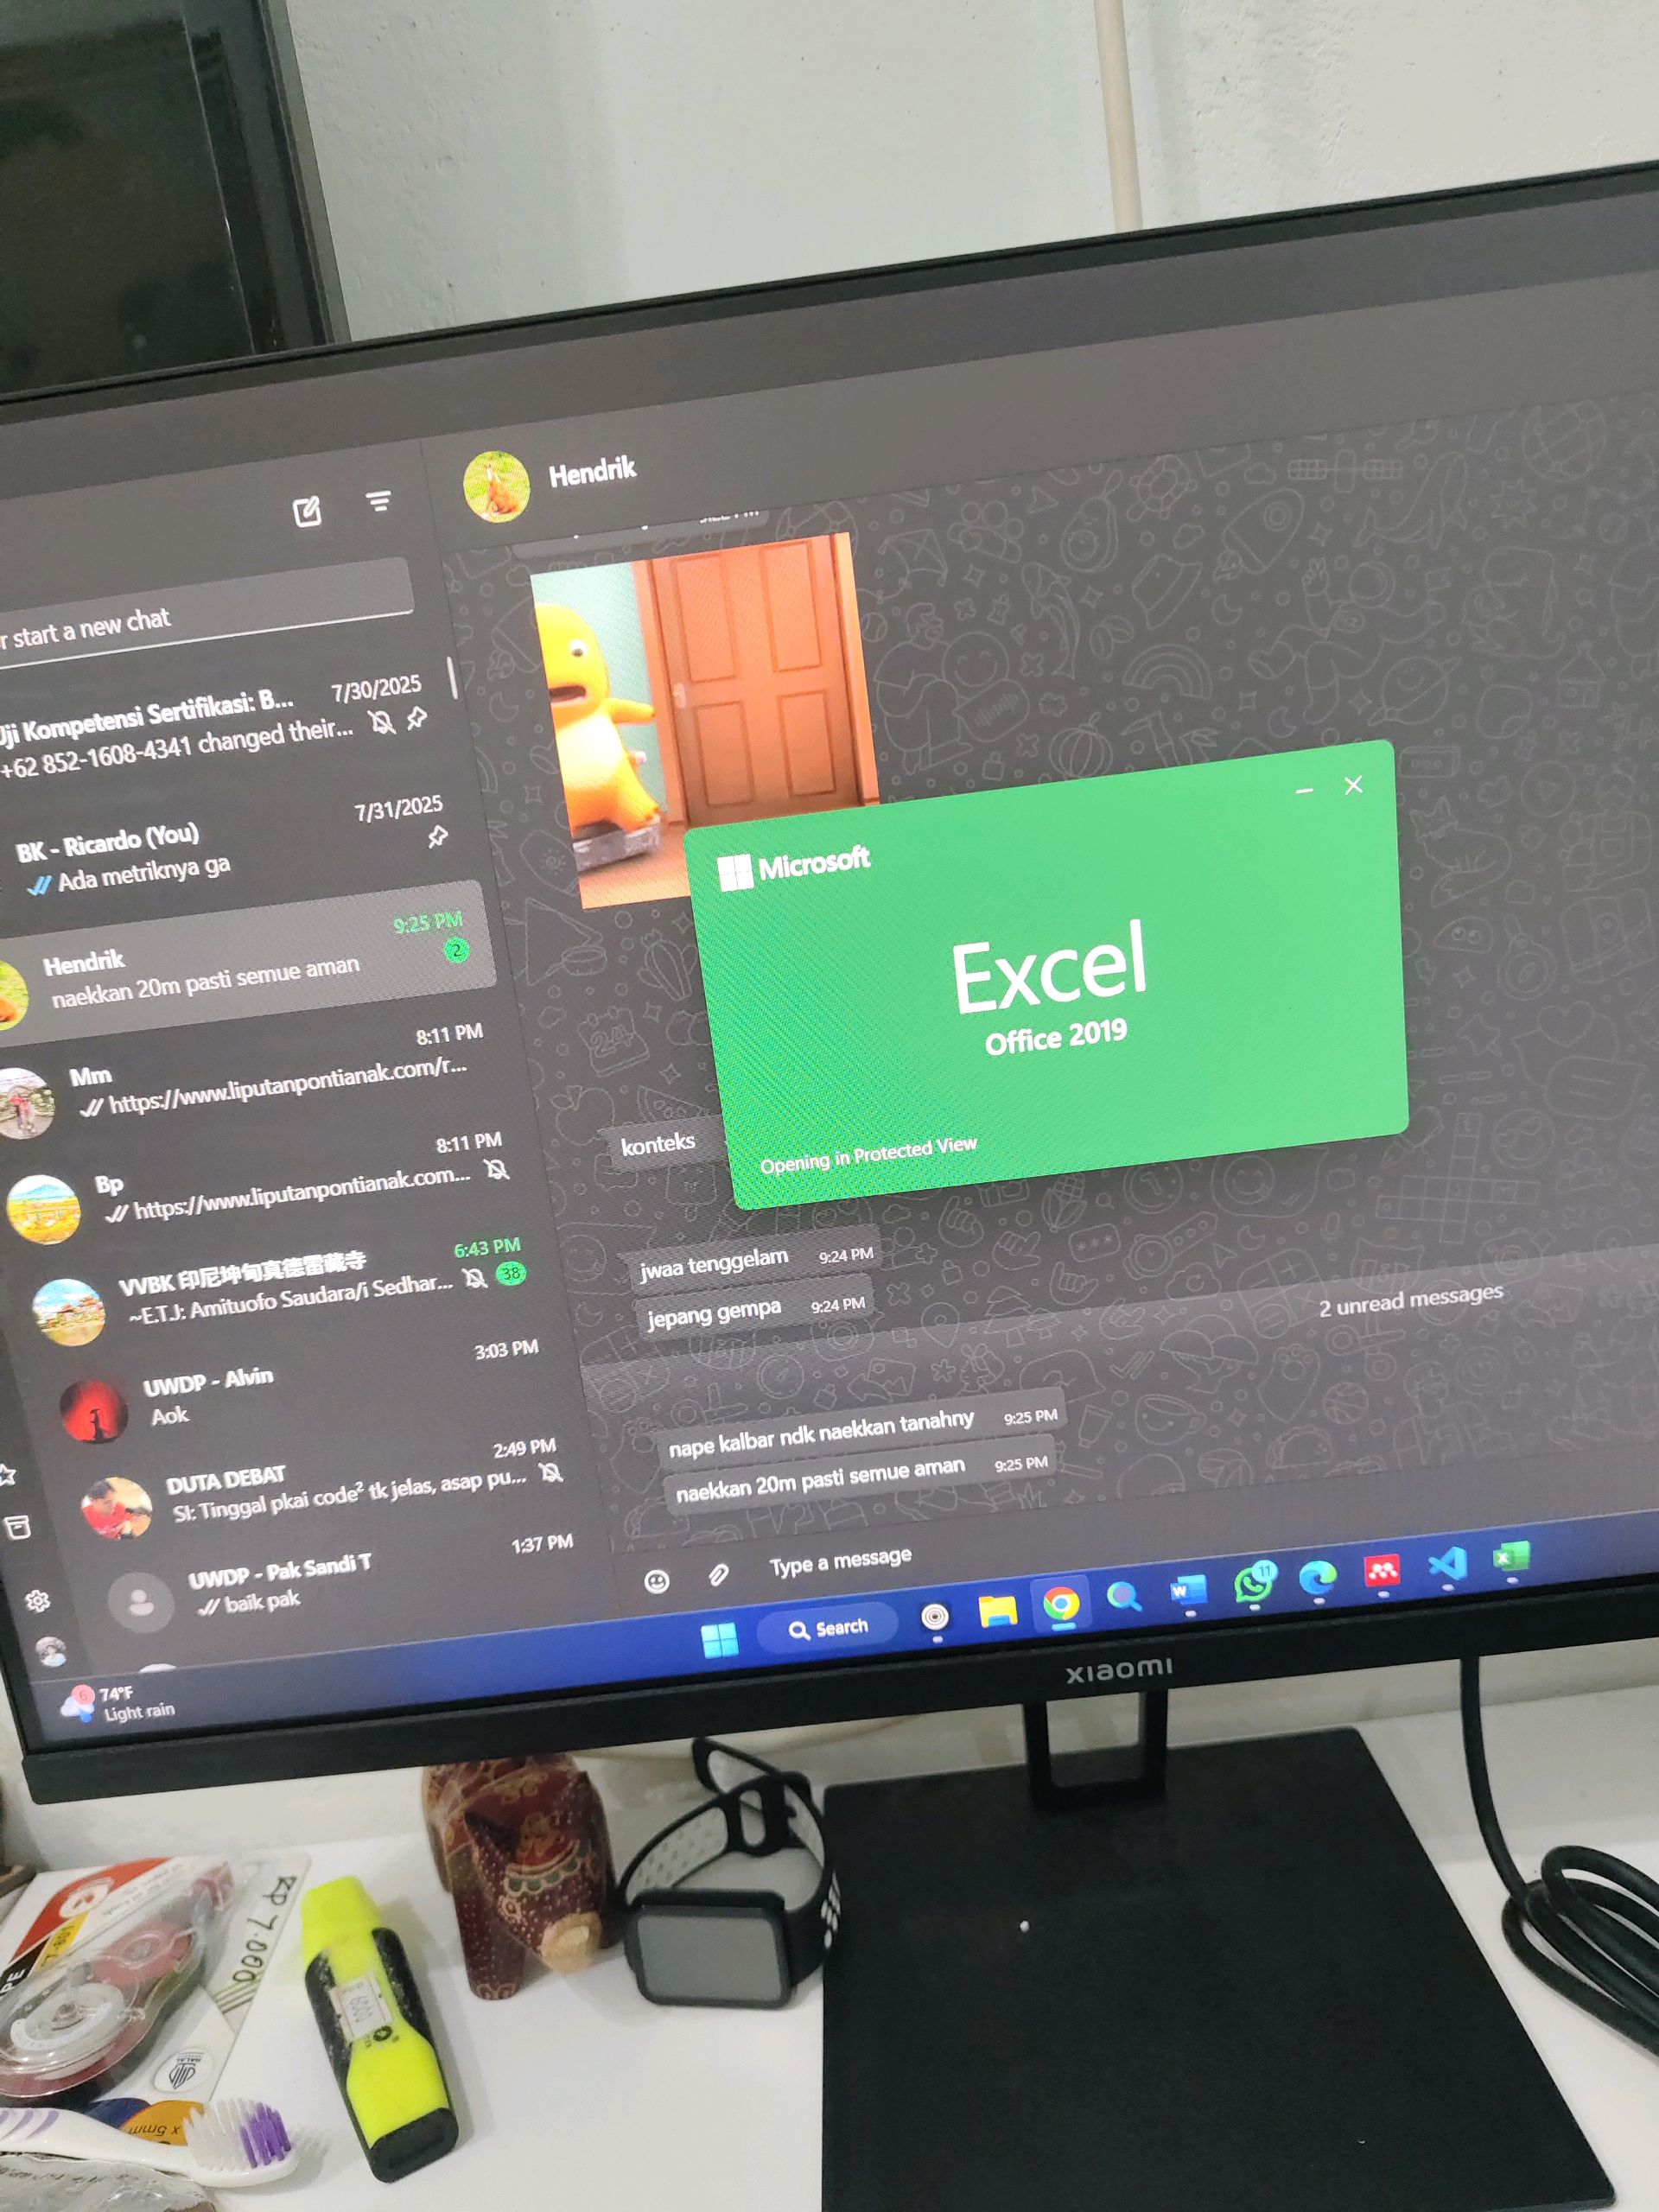 Hendrik
r start a new chat
Uji Kompetensi Sertifikasi: B... 7/30/2025
+62 852-1608-4341 changed their...
BK - Ricardo (You) 7/31/2025
Ada metriknya ga
Hendrik 9:25 PM
naekkan 20m pasti semue aman 2
Mm 8:11 PM
https://www.liputanpontianak.com/r...
Bp 8:11 PM
https://www.liputanpontianak.com...
VVBK 印尼坤甸真德雷藏寺 6:43 PM
~E.T.J: Amituofo Saudara/i Sedhar... 38
UWDP - Alvin 3:03 PM
Aok
DUTA DEBAT 2:49 PM
SI: Tinggal pkai code² tk jelas, asap pu...
UWDP - Pak Sandi T 1:37 PM
baik pak
Microsoft
Excel
Office 2019
Opening in Protected View
konteks
jwaa tenggelam 9:24 PM
jepang gempa 9:24 PM
2 unread messages
nape kalbar ndk naekkan tanahny 9:25 PM
naekkan 20m pasti semue aman 9:25 PM
Type a message
Search
11
6
74°F
Light rain
xiaomi
RP 7.000
6000